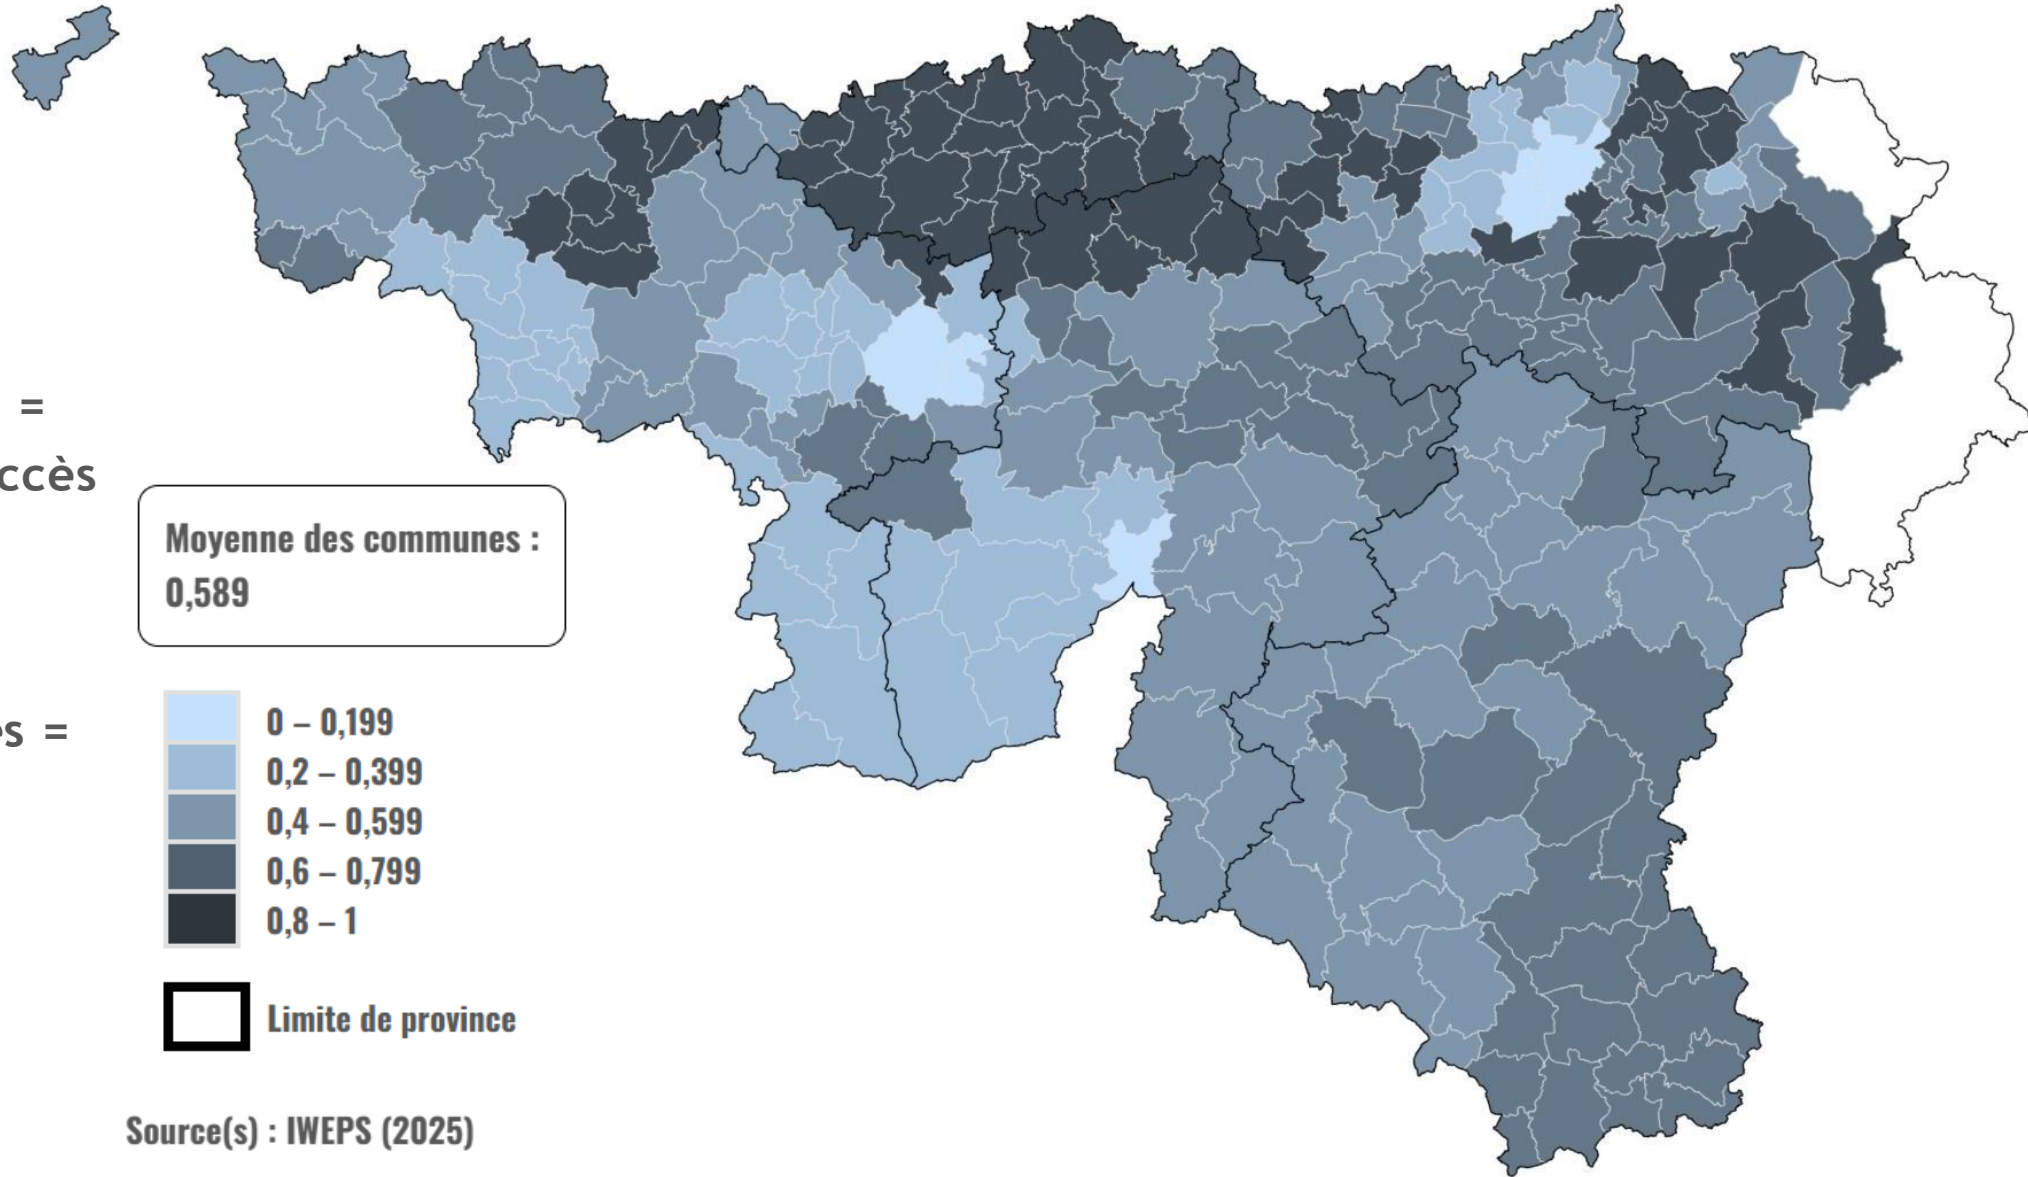 =
ccès
s =
Moyenne des communes :
0,589
0 – 0,199
0,2 – 0,399
0,4 – 0,599
0,6 – 0,799
0,8 – 1
Limite de province
Source(s) : IWEPS (2025)